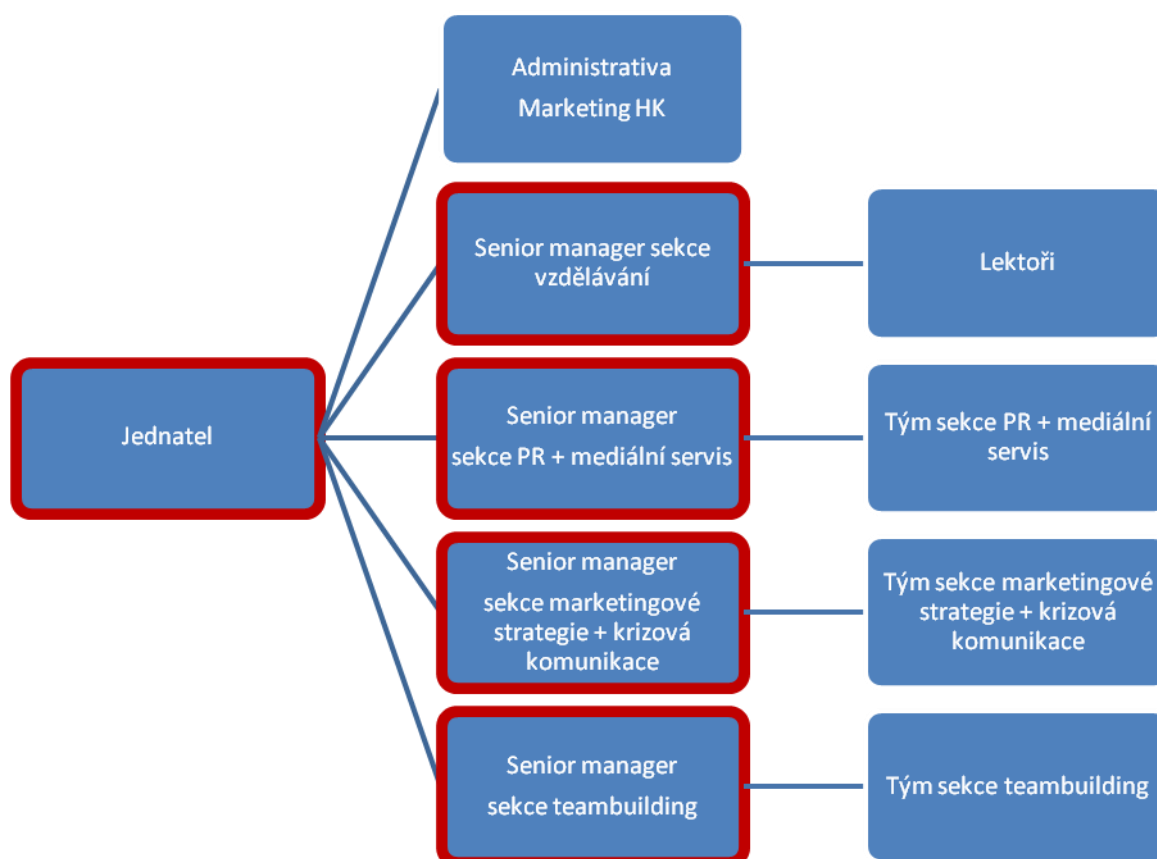 Administrativa
Marketing HK
Senior manager sekce
vzdělávání
Lektoři
Jednatel
Senior manager
sekce PR + mediální servis
Tým sekce PR + mediální
servis
Senior manager
sekce marketingové
strategie + krizová
komunikace
Tým sekce marketingové
strategie + krizová
komunikace
Senior manager
sekce teambuilding
Tým sekce teambuilding